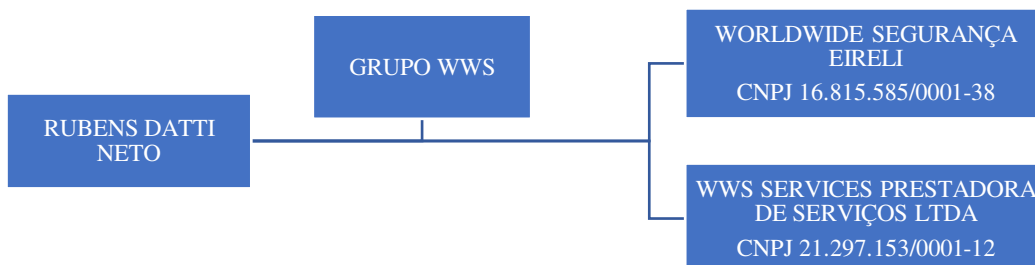 RUBENS DATTI
NETO
GRUPO WWS
WORLDWIDE SEGURANÇA
EIRELI
CNPJ 16.815.585/0001-38
WWS SERVICES PRESTADORA
DE SERVIÇOS LTDA
CNPJ 21.297.153/0001-12